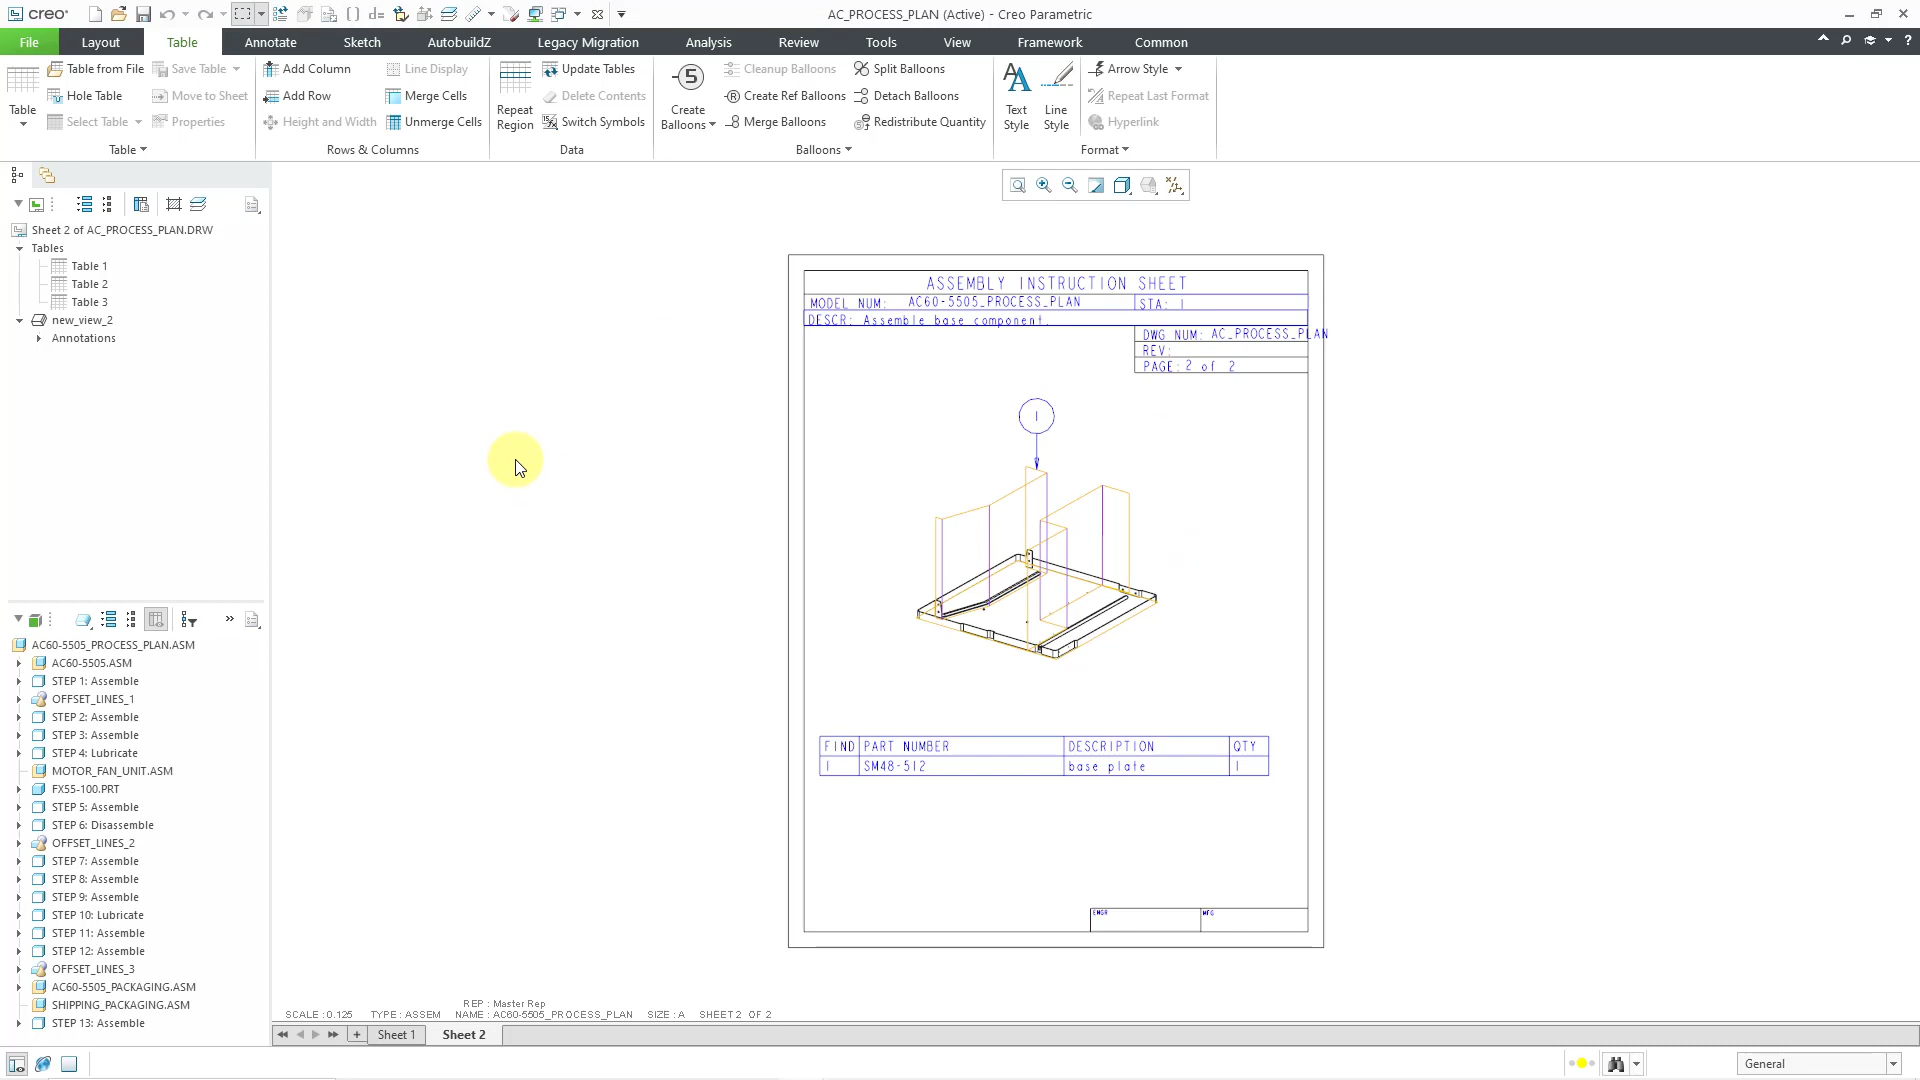 creo
AC_PROCESS_PLAN (Active) - Creo Parametric
File Layout Table Annotate Sketch AutobuildZ Legacy Migration Analysis Review Tools View Framework Common
Table from File Save Table Add Column Line Display Update Tables Cleanup Balloons Split Balloons Arrow Style
Hole Table Move to Sheet Add Row Merge Cells Delete Contents Create Ref Balloons Detach Balloons Repeat Last Format
Table Select Table Properties Height and Width Unmerge Cells Repeat Region Switch Symbols Create Balloons Merge Balloons Redistribute Quantity Text Style Line Style Hyperlink
Table Rows & Columns Data Balloons Format
Sheet 2 of AC_PROCESS_PLAN.DRW
Tables
Table 1
Table 2
Table 3
new_view_2
Annotations
AC60-5505_PROCESS_PLAN.ASM
AC60-5505.ASM
STEP 1: Assemble
OFFSET_LINES_1
STEP 2: Assemble
STEP 3: Assemble
STEP 4: Lubricate
MOTOR_FAN_UNIT.ASM
FX55-100.PRT
STEP 5: Assemble
STEP 6: Disassemble
OFFSET_LINES_2
STEP 7: Assemble
STEP 8: Assemble
STEP 9: Assemble
STEP 10: Lubricate
STEP 11: Assemble
STEP 12: Assemble
OFFSET_LINES_3
AC60-5505_PACKAGING.ASM
SHIPPING_PACKAGING.ASM
STEP 13: Assemble
ASSEMBLY INSTRUCTION SHEET
MODEL NUM: AC60-5505_PROCESS_PLAN STA: 1
DESCR: Assemble base component.
DWG NUM: AC_PROCESS_PLAN
REV:
PAGE: 2 of 2
1
FIND PART NUMBER DESCRIPTION QTY
1 SM48-512 base plate 1
ENGR MFG
REP : Master Rep
SCALE : 0.125 TYPE : ASSEM NAME : AC60-5505_PROCESS_PLAN SIZE : A SHEET 2 OF 2
Sheet 1 Sheet 2
General